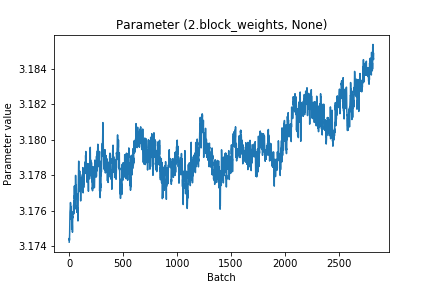 Parameter (2.block_weights, None)
3.184
3.182
3.180
3.178
3.176
3.174
Parameter value
0 500 1000 1500 2000 2500
Batch